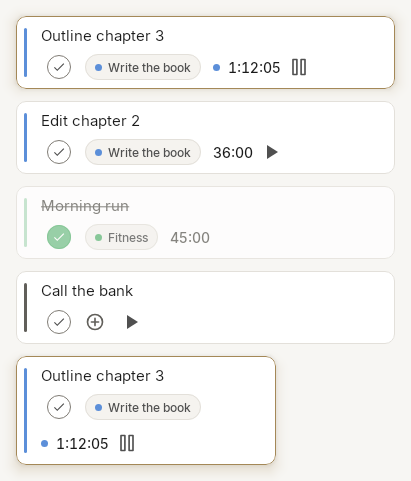 Outline chapter 3
Write the book 1:12:05
Edit chapter 2
Write the book 36:00
Morning run
Fitness 45:00
Call the bank
Outline chapter 3
Write the book
1:12:05